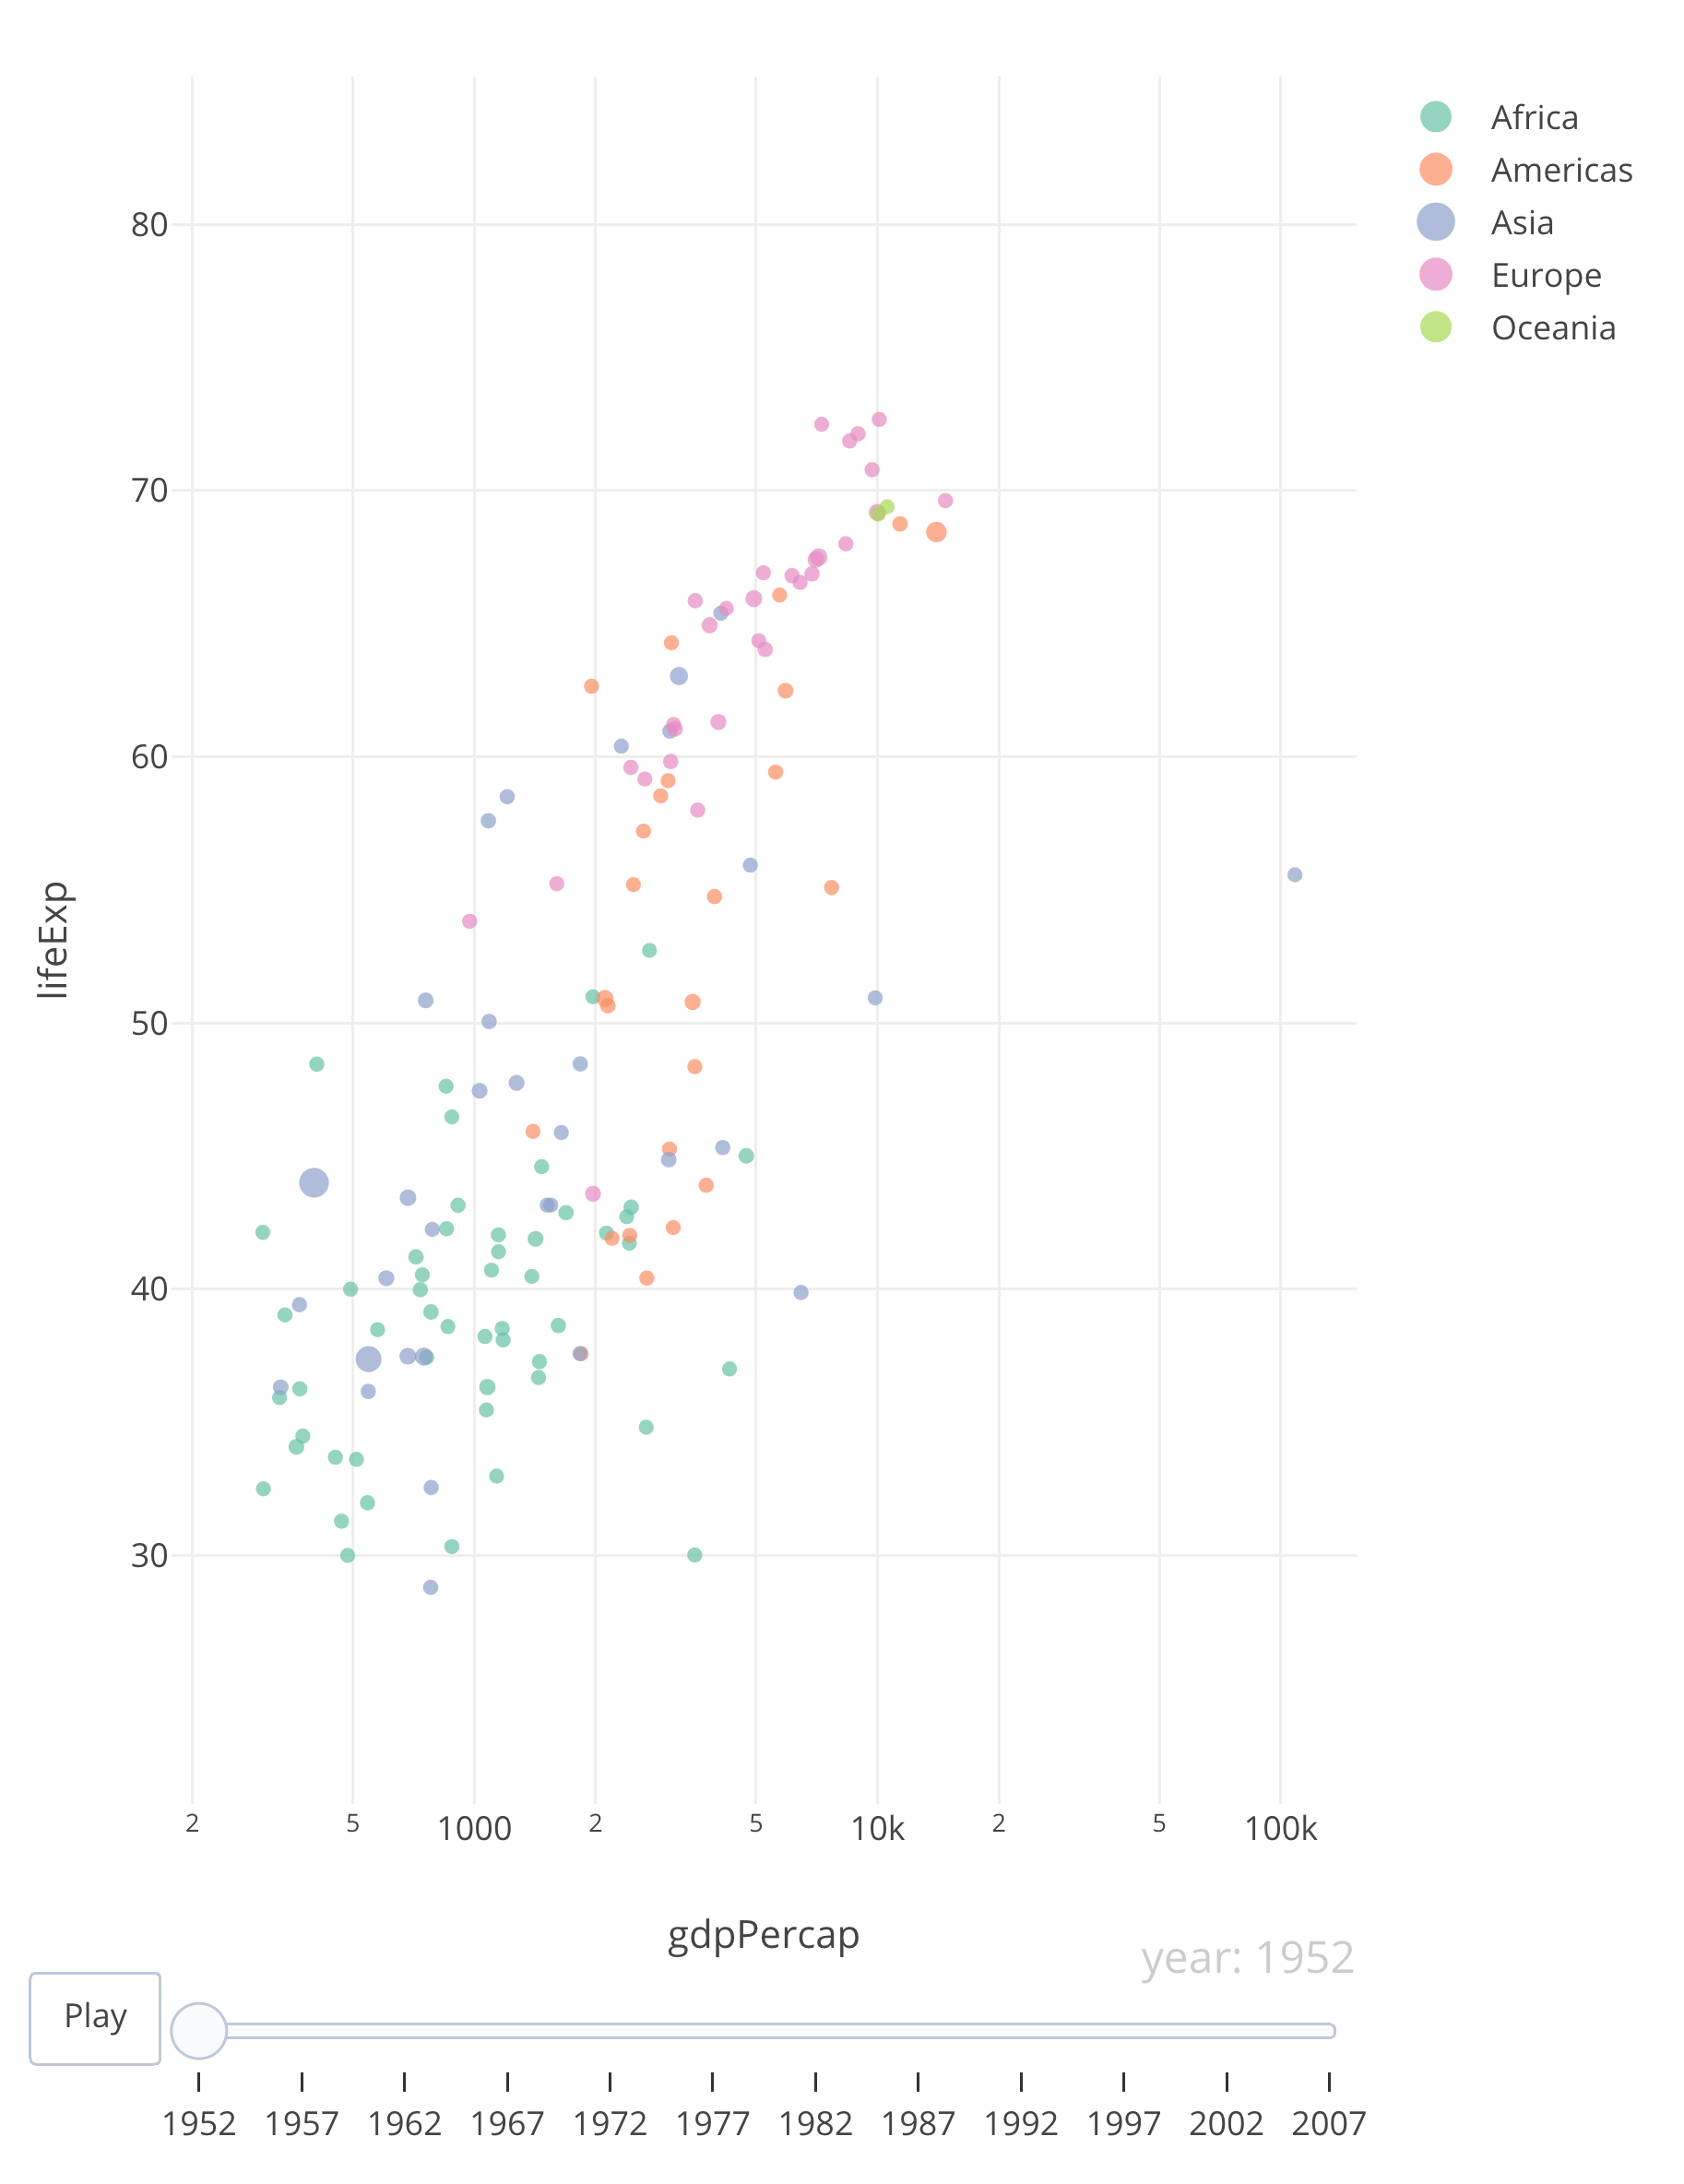 Africa
Americas
Asia
Europe
Oceania
80
70
60
50
40
30
lifeExp
2 5 1000 2 5 10k 2 5 100k
gdpPercap
year: 1952
Play
1952 1957 1962 1967 1972 1977 1982 1987 1992 1997 2002 2007